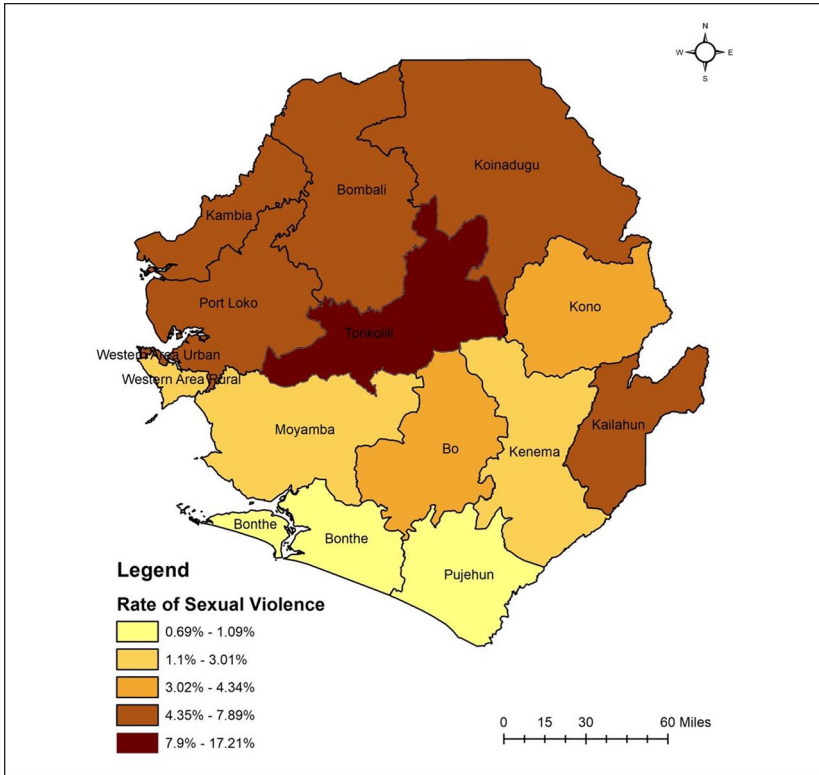 N
W E
S
Koinadugu
Bombali
Kambia
Port Loko
Kono
Tonkolili
Western Area Urban
Western Area Rural
Kailahun
Moyamba
Bo
Kenema
Bonthe
Bonthe
Pujehun
Legend
Rate of Sexual Violence
0.69% - 1.09%
1.1% - 3.01%
3.02% - 4.34%
4.35% - 7.89%
7.9% - 17.21%
0 15 30 60 Miles